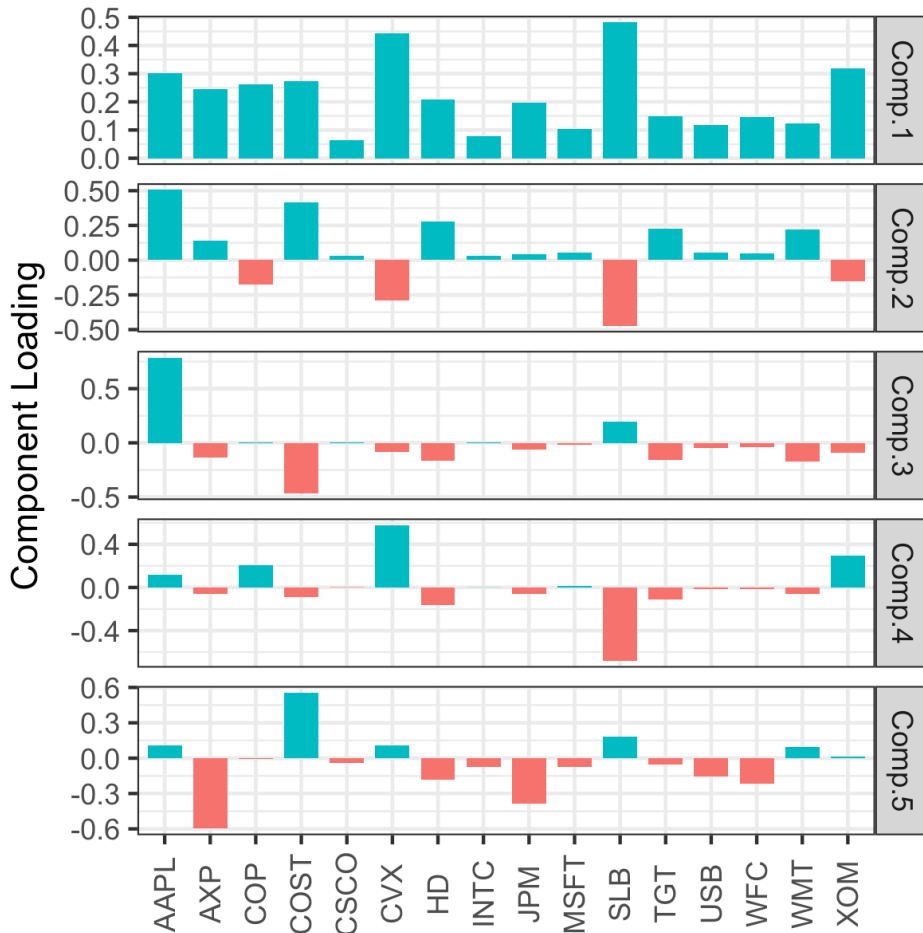 Component Loading
0.5
0.4
0.3
0.2
0.1
0.0
Comp.1
0.50
0.25
0.00
-0.25
-0.50
Comp.2
0.5
0.0
-0.5
Comp.3
0.4
0.0
-0.4
Comp.4
0.6
0.3
0.0
-0.3
-0.6
Comp.5
AAPL
AXP
COP
COST
CSCO
CVX
HD
INTC
JPM
MSFT
SLB
TGT
USB
WFC
WMT
XOM